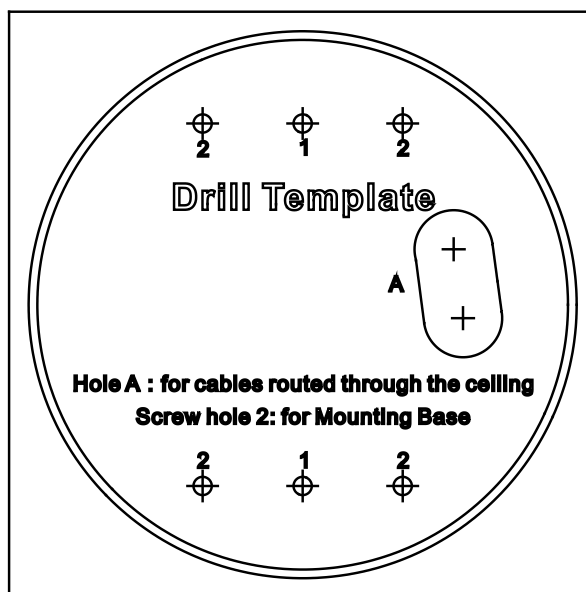 2 1 2
Drill Template
A
Hole A : for cables routed through the ceiling
Screw hole 2: for Mounting Base
2 1 2